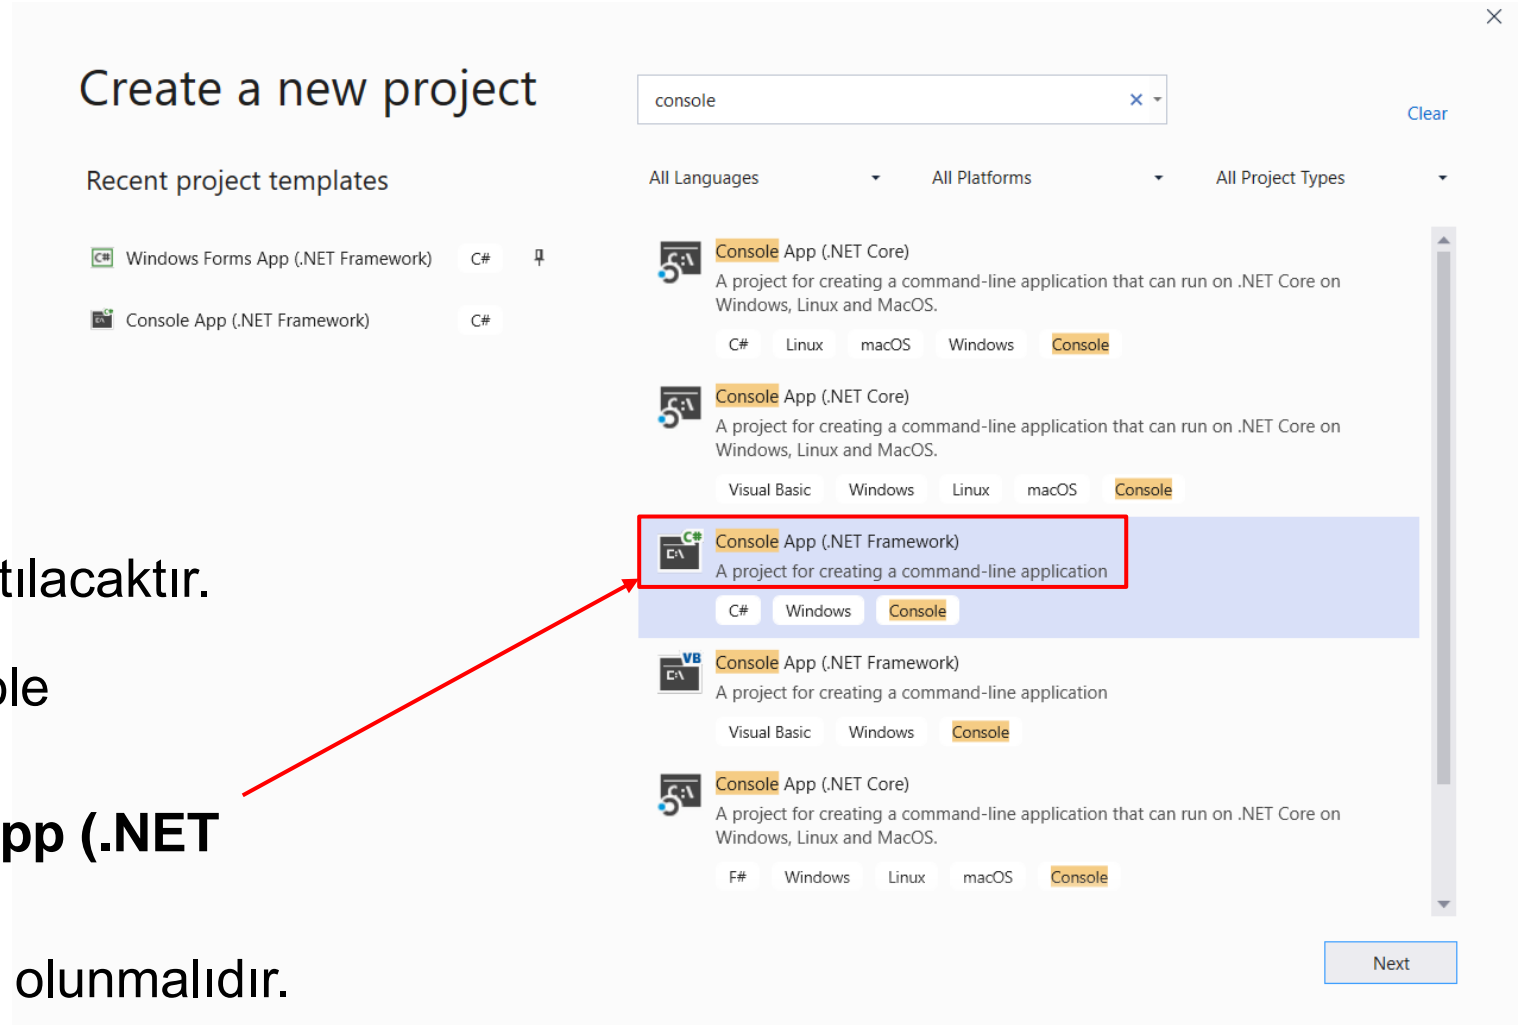 Create a new project
console
Clear
Recent project templates
All Languages
All Platforms
All Project Types
Windows Forms App (.NET Framework) C#
Console App (.NET Framework) C#
Console App (.NET Core)
A project for creating a command-line application that can run on .NET Core on
Windows, Linux and MacOS.
C# Linux macOS Windows Console
Console App (.NET Core)
A project for creating a command-line application that can run on .NET Core on
Windows, Linux and MacOS.
Visual Basic Windows Linux macOS Console
Console App (.NET Framework)
A project for creating a command-line application
C# Windows Console
Console App (.NET Framework)
A project for creating a command-line application
Visual Basic Windows Console
Console App (.NET Core)
A project for creating a command-line application that can run on .NET Core on
Windows, Linux and MacOS.
F# Windows Linux macOS Console
Next
tılacaktır.
ole
pp (.NET
olunmalıdır.